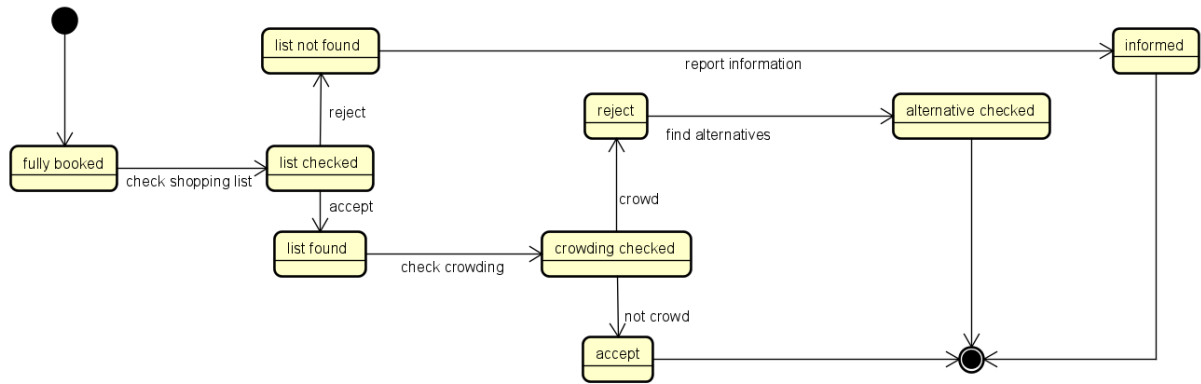 list not found
informed
report information
reject
alternative checked
reject
find alternatives
fully booked
list checked
check shopping list
accept
crowd
list found
crowding checked
check crowding
not crowd
accept